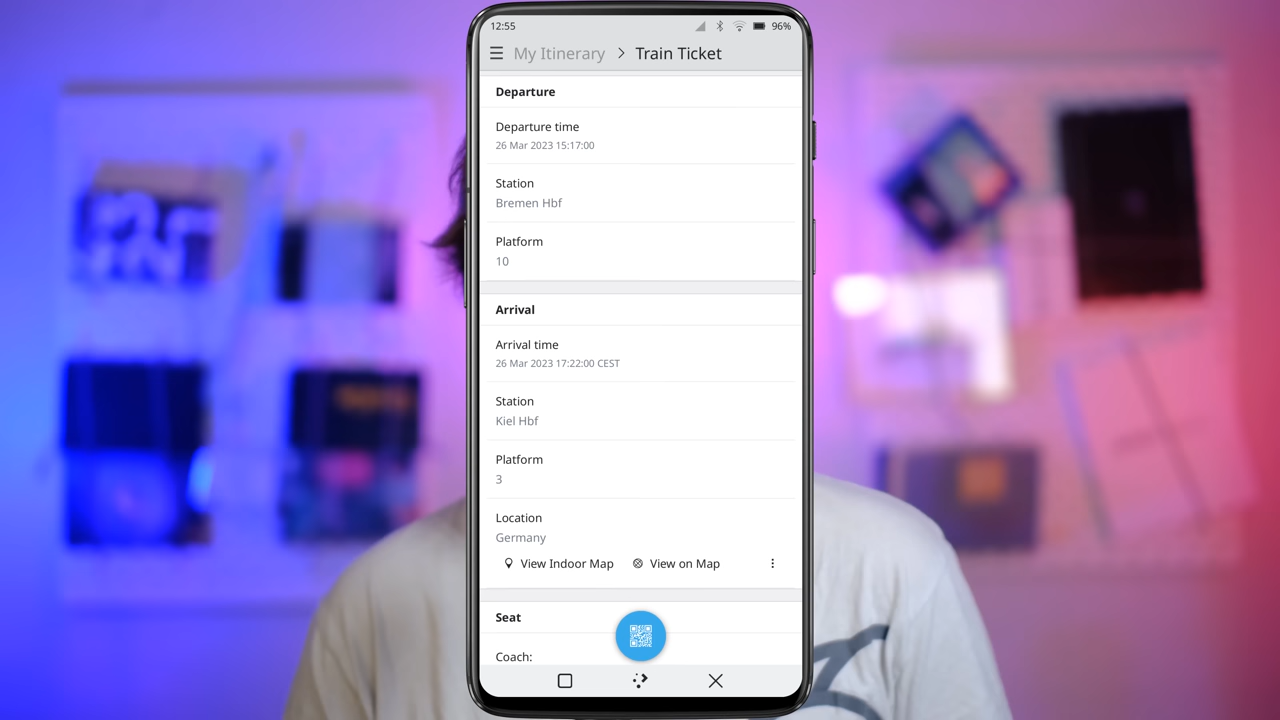 12:55 96%
My Itinerary > Train Ticket
Departure
Departure time
26 Mar 2023 15:17:00
Station
Bremen Hbf
Platform
10
Arrival
Arrival time
26 Mar 2023 17:22:00 CEST
Station
Kiel Hbf
Platform
3
Location
Germany
View Indoor Map View on Map
Seat
Coach: